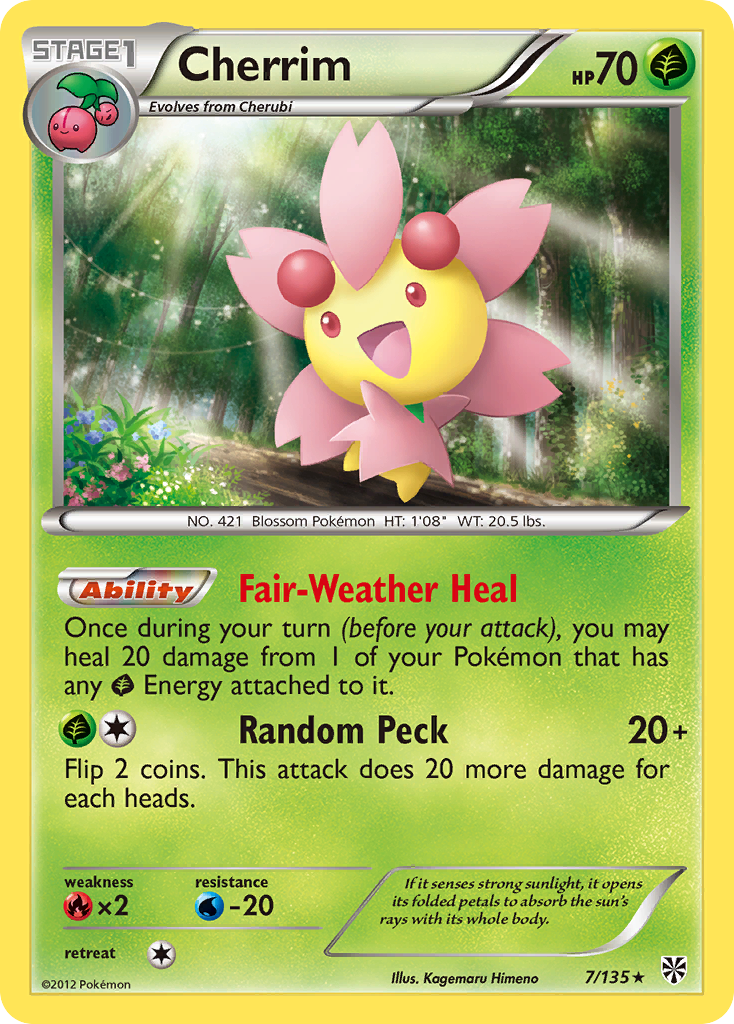 STAGE1
Cherrim
HP70
Evolves from Cherubi
NO. 421 Blossom Pokémon HT: 1'08" WT: 20.5 lbs.
Ability Fair-Weather Heal
Once during your turn (before your attack), you may
heal 20 damage from 1 of your Pokémon that has
any Energy attached to it.
Random Peck 20+
Flip 2 coins. This attack does 20 more damage for
each heads.
weakness
×2
resistance
-20
retreat
If it senses strong sunlight, it opens
its folded petals to absorb the sun's
rays with its whole body.
©2012 Pokémon
Illus. Kagemaru Himeno
7/135★